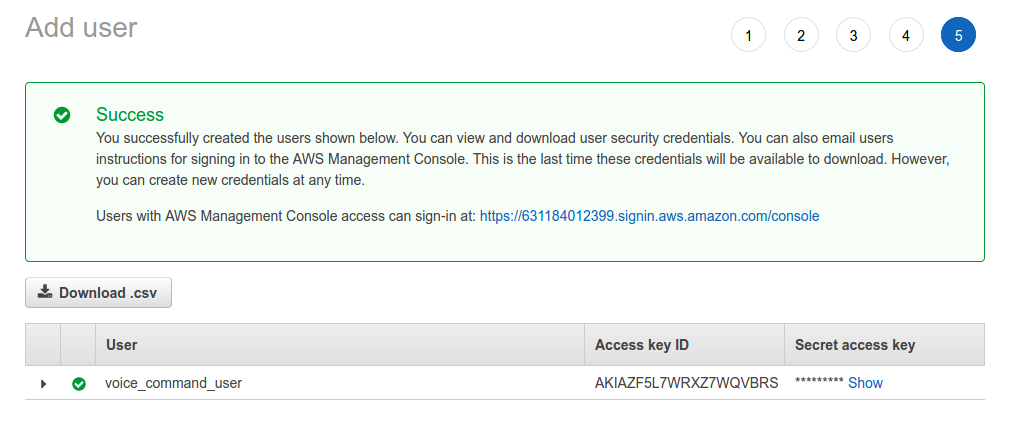 Add user
1 2 3 4 5
Success
You successfully created the users shown below. You can view and download user security credentials. You can also email users
instructions for signing in to the AWS Management Console. This is the last time these credentials will be available to download. However,
you can create new credentials at any time.
Users with AWS Management Console access can sign-in at: https://631184012399.signin.aws.amazon.com/console
Download .csv
User Access key ID Secret access key
voice_command_user AKIAZF5L7WRXZ7WQVBRS ********* Show